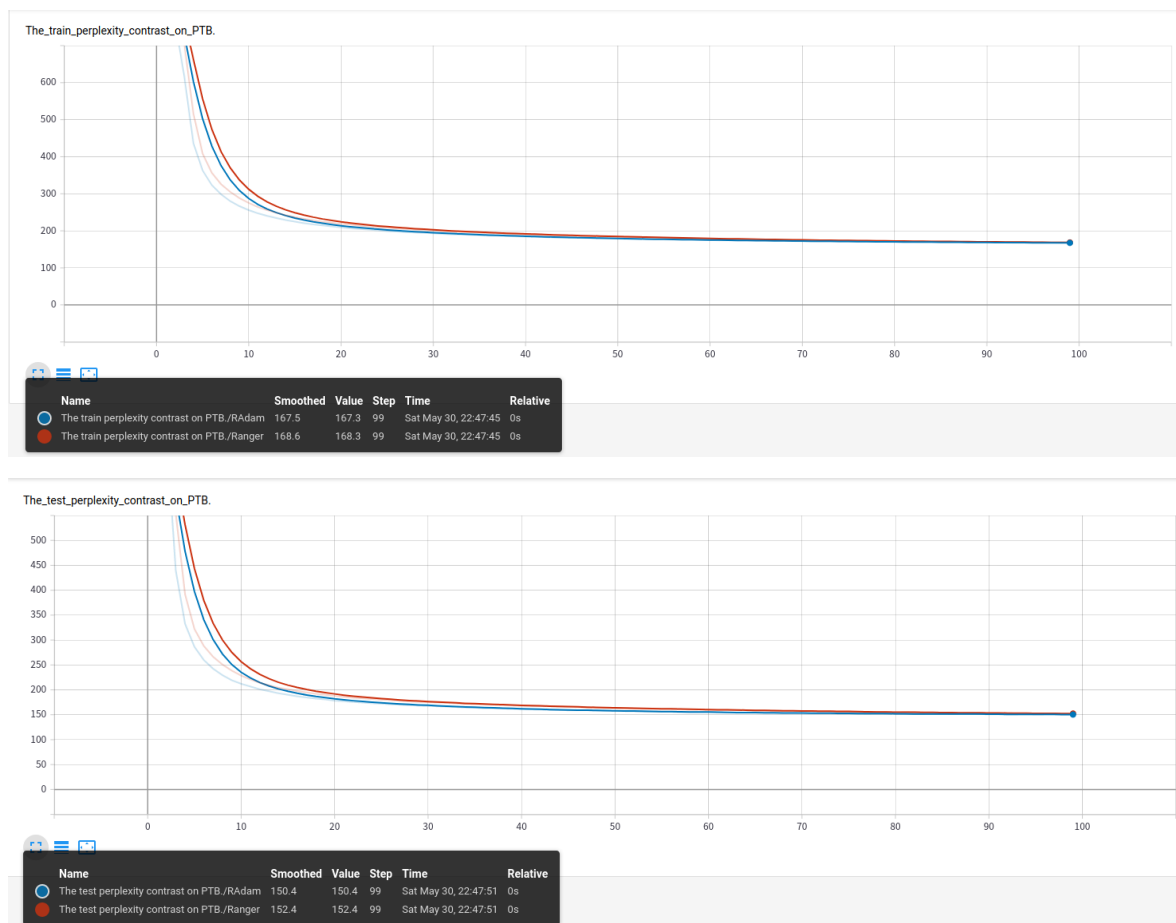 The_train_perplexity_contrast_on_PTB.
600
500
400
300
200
100
0
0 10 20 30 40 50 60 70 80 90 100
Name Smoothed Value Step Time Relative
The train perplexity contrast on PTB./RAdam 167.5 167.3 99 Sat May 30, 22:47:45 0s
The train perplexity contrast on PTB./Ranger 168.6 168.3 99 Sat May 30, 22:47:45 0s
The_test_perplexity_contrast_on_PTB.
500
450
400
350
300
250
200
150
100
50
0
0 10 20 30 40 50 60 70 80 90 100
Name Smoothed Value Step Time Relative
The test perplexity contrast on PTB./RAdam 150.4 150.4 99 Sat May 30, 22:47:51 0s
The test perplexity contrast on PTB./Ranger 152.4 152.4 99 Sat May 30, 22:47:51 0s